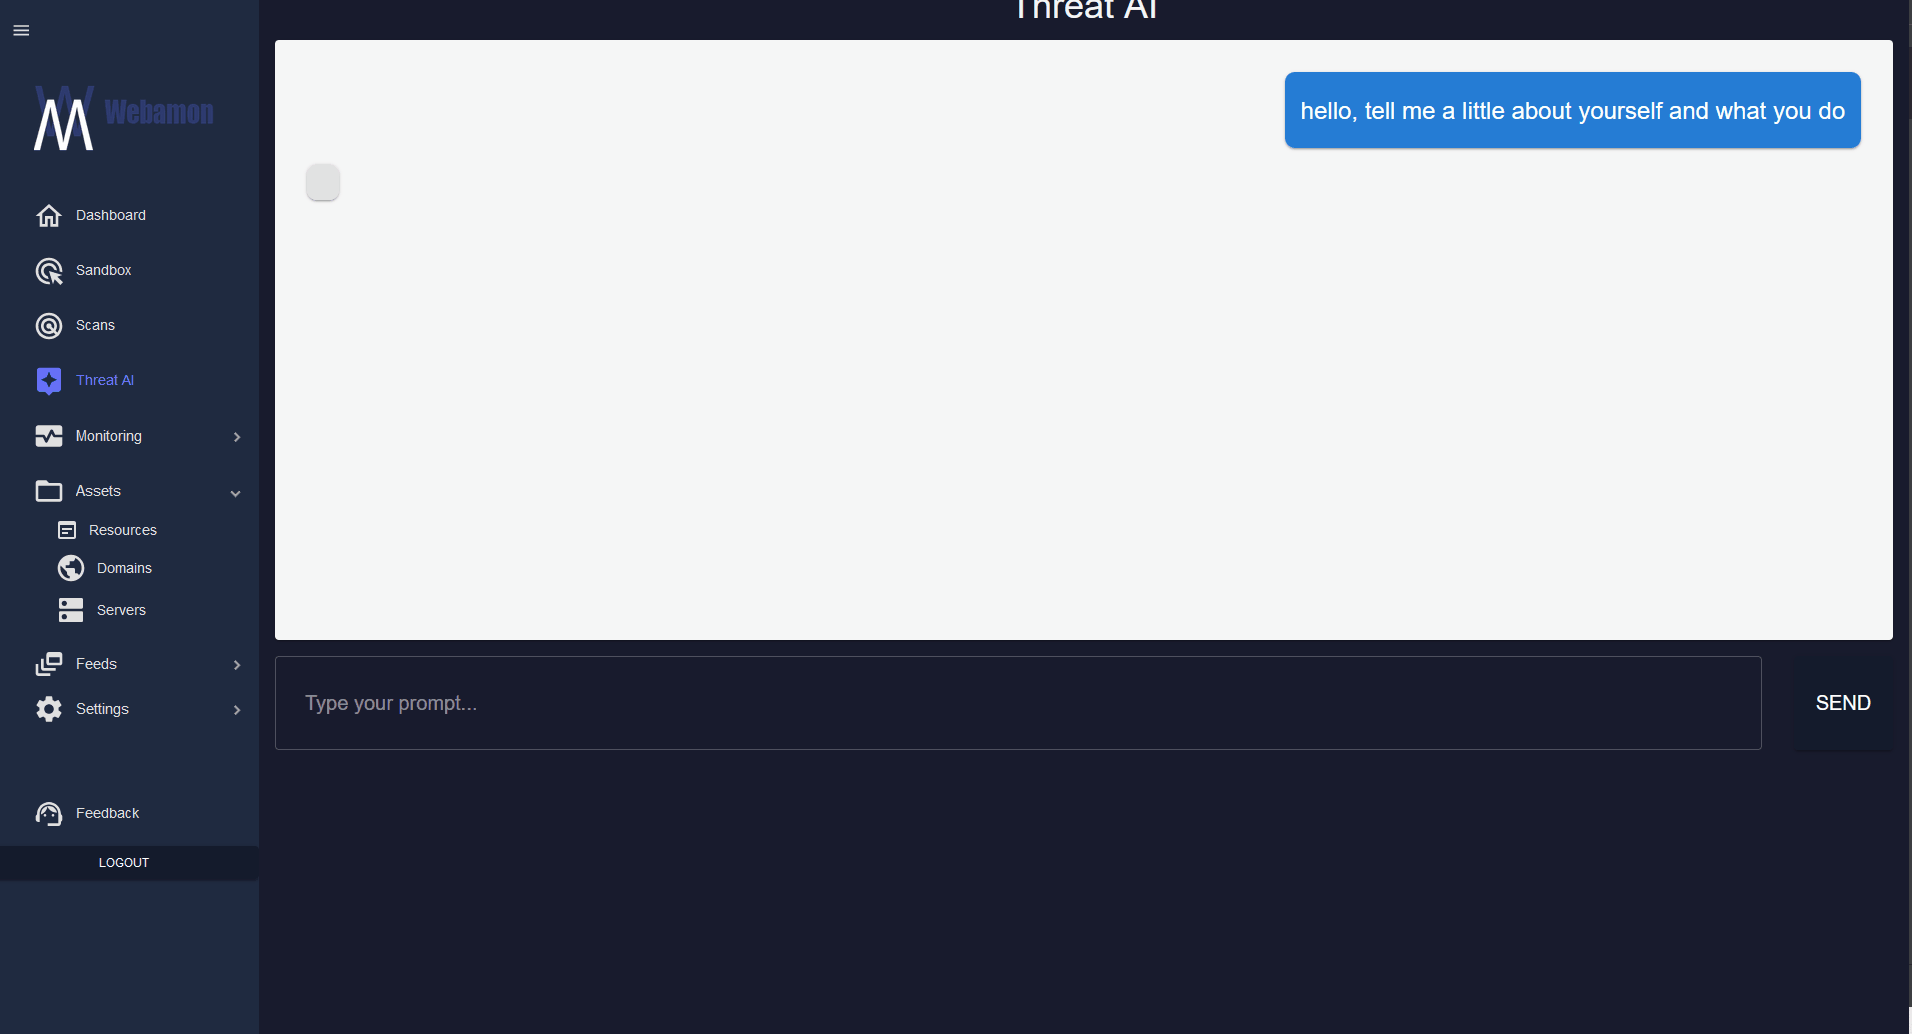 Threat AI
Webamon
hello, tell me a little about yourself and what you do
Dashboard
Sandbox
Scans
Threat AI
Monitoring
Assets
Resources
Domains
Servers
Feeds
Settings
Type your prompt...
SEND
Feedback
LOGOUT